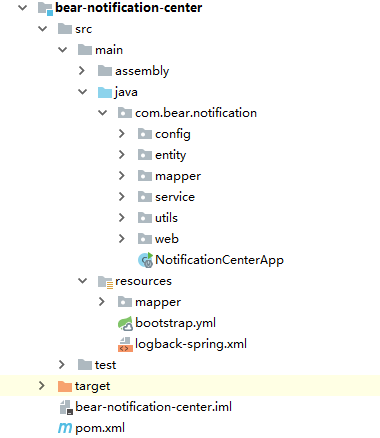 bear-notification-center
src
main
assembly
java
com.bear.notification
config
entity
mapper
service
utils
web
NotificationCenterApp
resources
mapper
bootstrap.yml
logback-spring.xml
test
target
bear-notification-center.iml
pom.xml